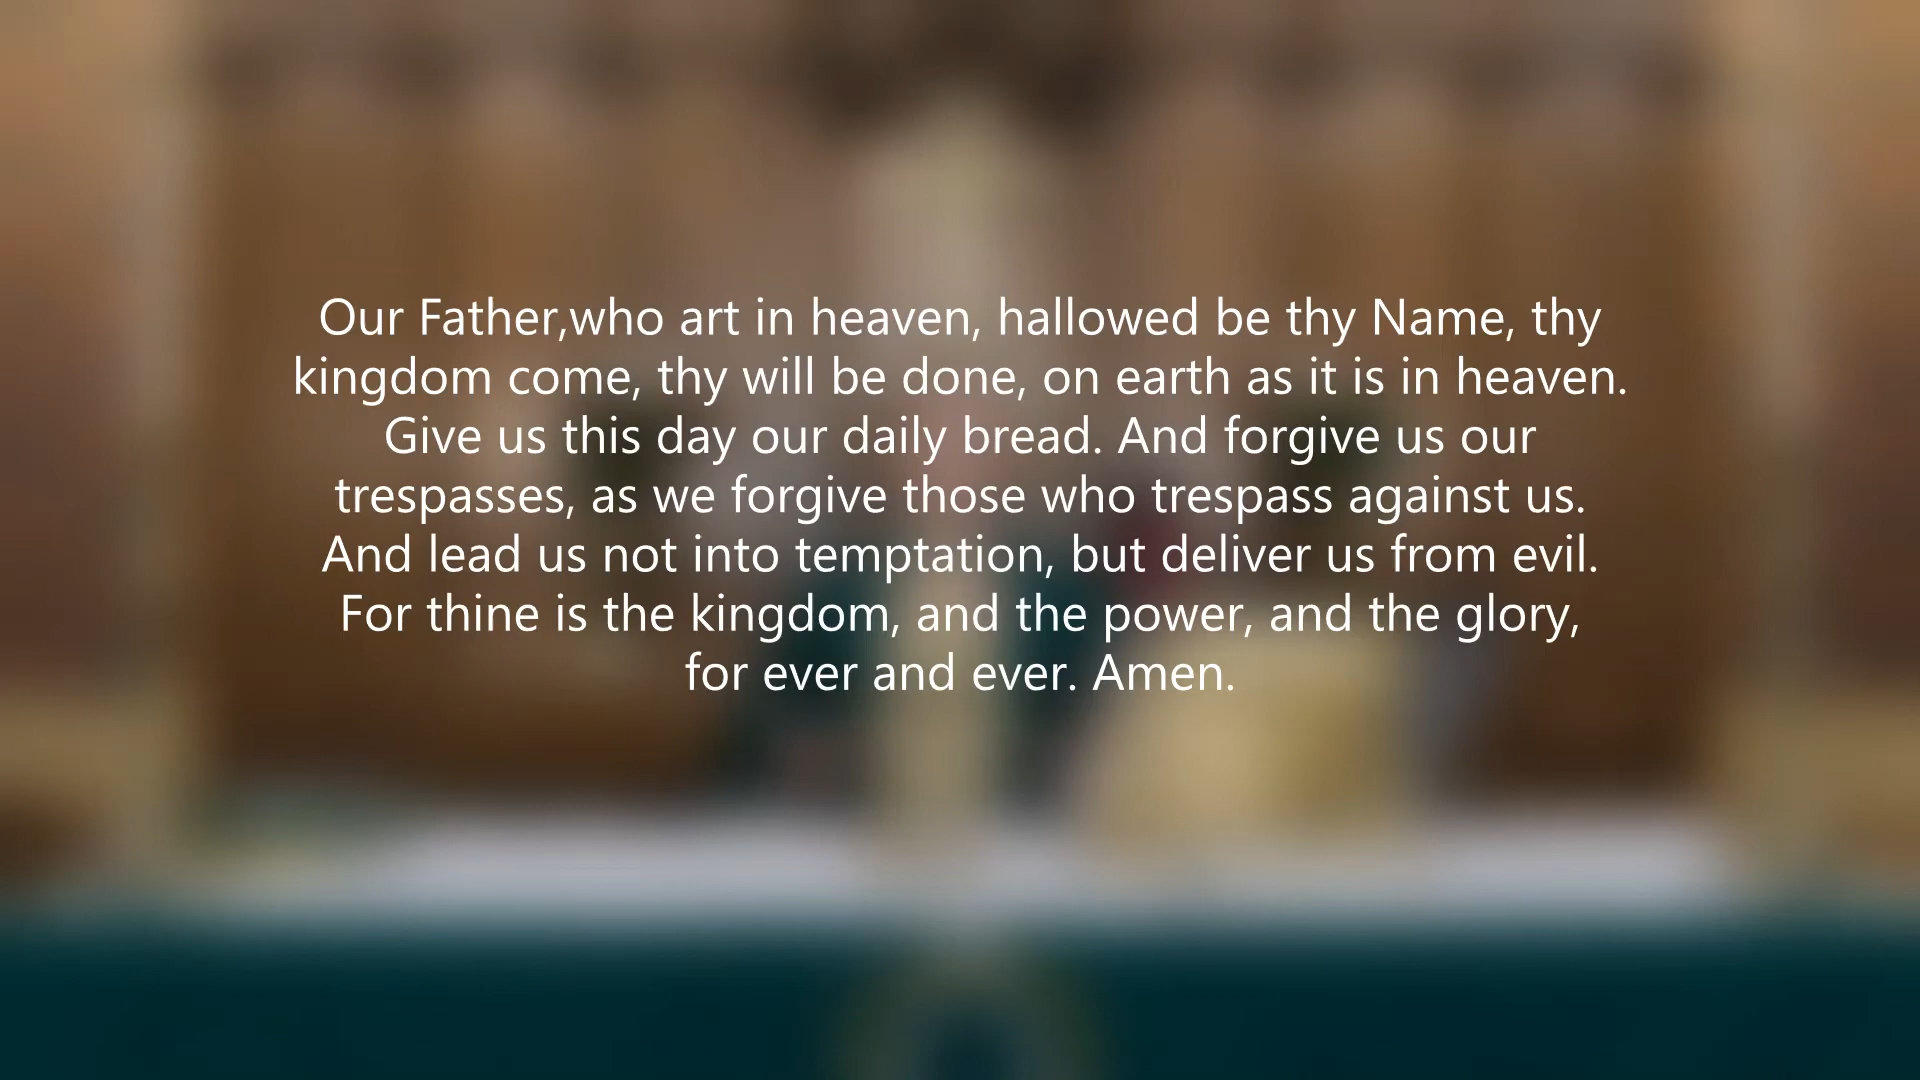 Our Father,who art in heaven, hallowed be thy Name, thy
kingdom come, thy will be done, on earth as it is in heaven.
Give us this day our daily bread. And forgive us our
trespasses, as we forgive those who trespass against us.
And lead us not into temptation, but deliver us from evil.
For thine is the kingdom, and the power, and the glory,
for ever and ever. Amen.